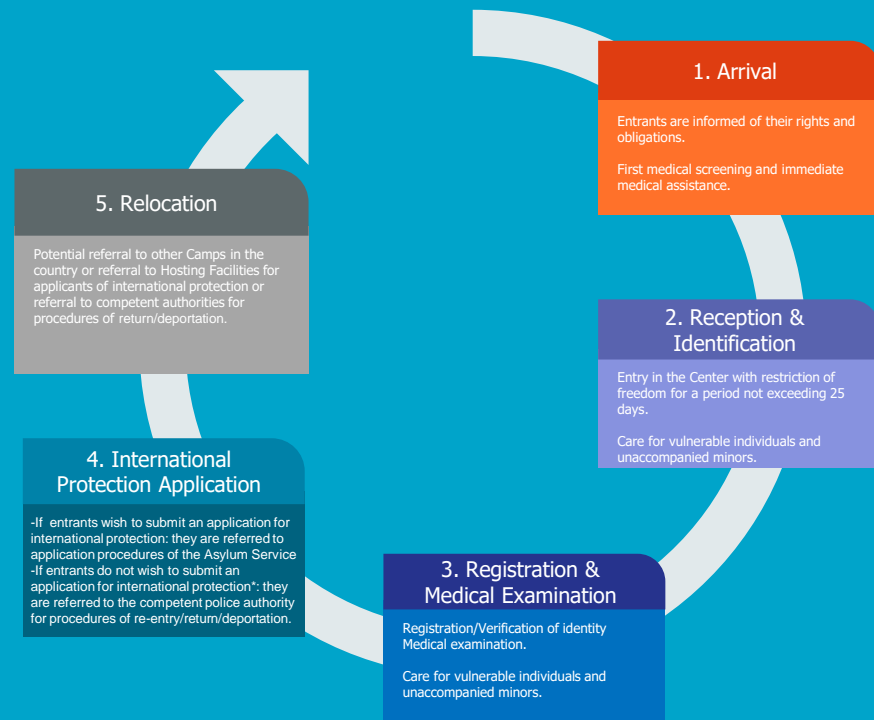 1. Arrival
Entrants are informed of their rights and
obligations.
First medical screening and immediate
medical assistance.
2. Reception &
Identification
Entry in the Center with restriction of
freedom for a period not exceeding 25
days.
Care for vulnerable individuals and
unaccompanied minors.
3. Registration &
Medical Examination
Registration/Verification of identity
Medical examination.
Care for vulnerable individuals and
unaccompanied minors.
4. International
Protection Application
-If entrants wish to submit an application for
international protection: they are referred to
application procedures of the Asylum Service
-If entrants do not wish to submit an
application for international protection*: they
are referred to the competent police authority
for procedures of re-entry/return/deportation.
5. Relocation
Potential referral to other Camps in the
country or referral to Hosting Facilities for
applicants of international protection or
referral to competent authorities for
procedures of return/deportation.